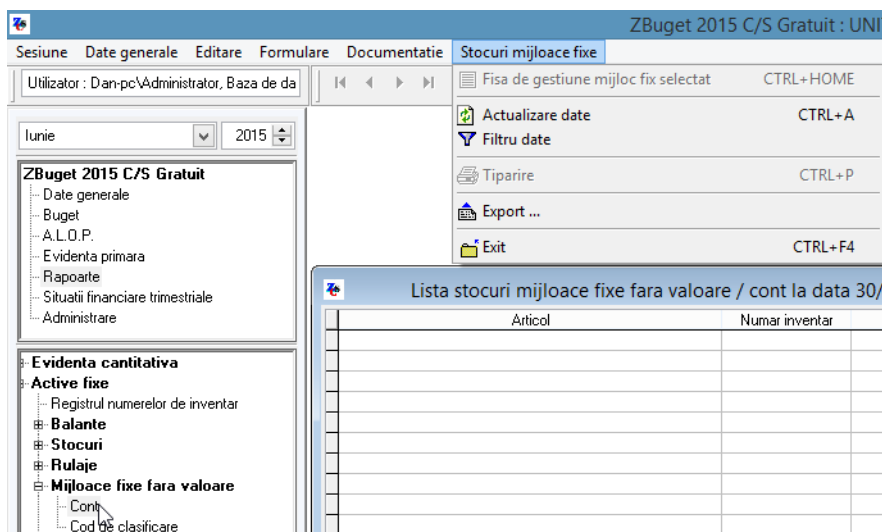 ZBuget 2015 C/S Gratuit : UNI
Sesiune Date generale Editare Formulare Documentatie Stocuri mijloace fixe
Utilizator : Dan-pc\Administrator, Baza de da
Fisa de gestiune mijloc fix selectat CTRL+HOME
Actualizare date CTRL+A
Filtru date
Tiparire CTRL+P
Export ...
Exit CTRL+F4
Iunie 2015
ZBuget 2015 C/S Gratuit
Date generale
Buget
A.L.O.P.
Evidenta primara
Rapoarte
Situatii financiare trimestriale
Administrare
Lista stocuri mijloace fixe fara valoare / cont la data 30/
Articol Numar inventar
Evidenta cantitativa
Active fixe
Registrul numerelor de inventar
Balante
Stocuri
Rulaje
Mijloace fixe fara valoare
Cont
Cod de clasificare